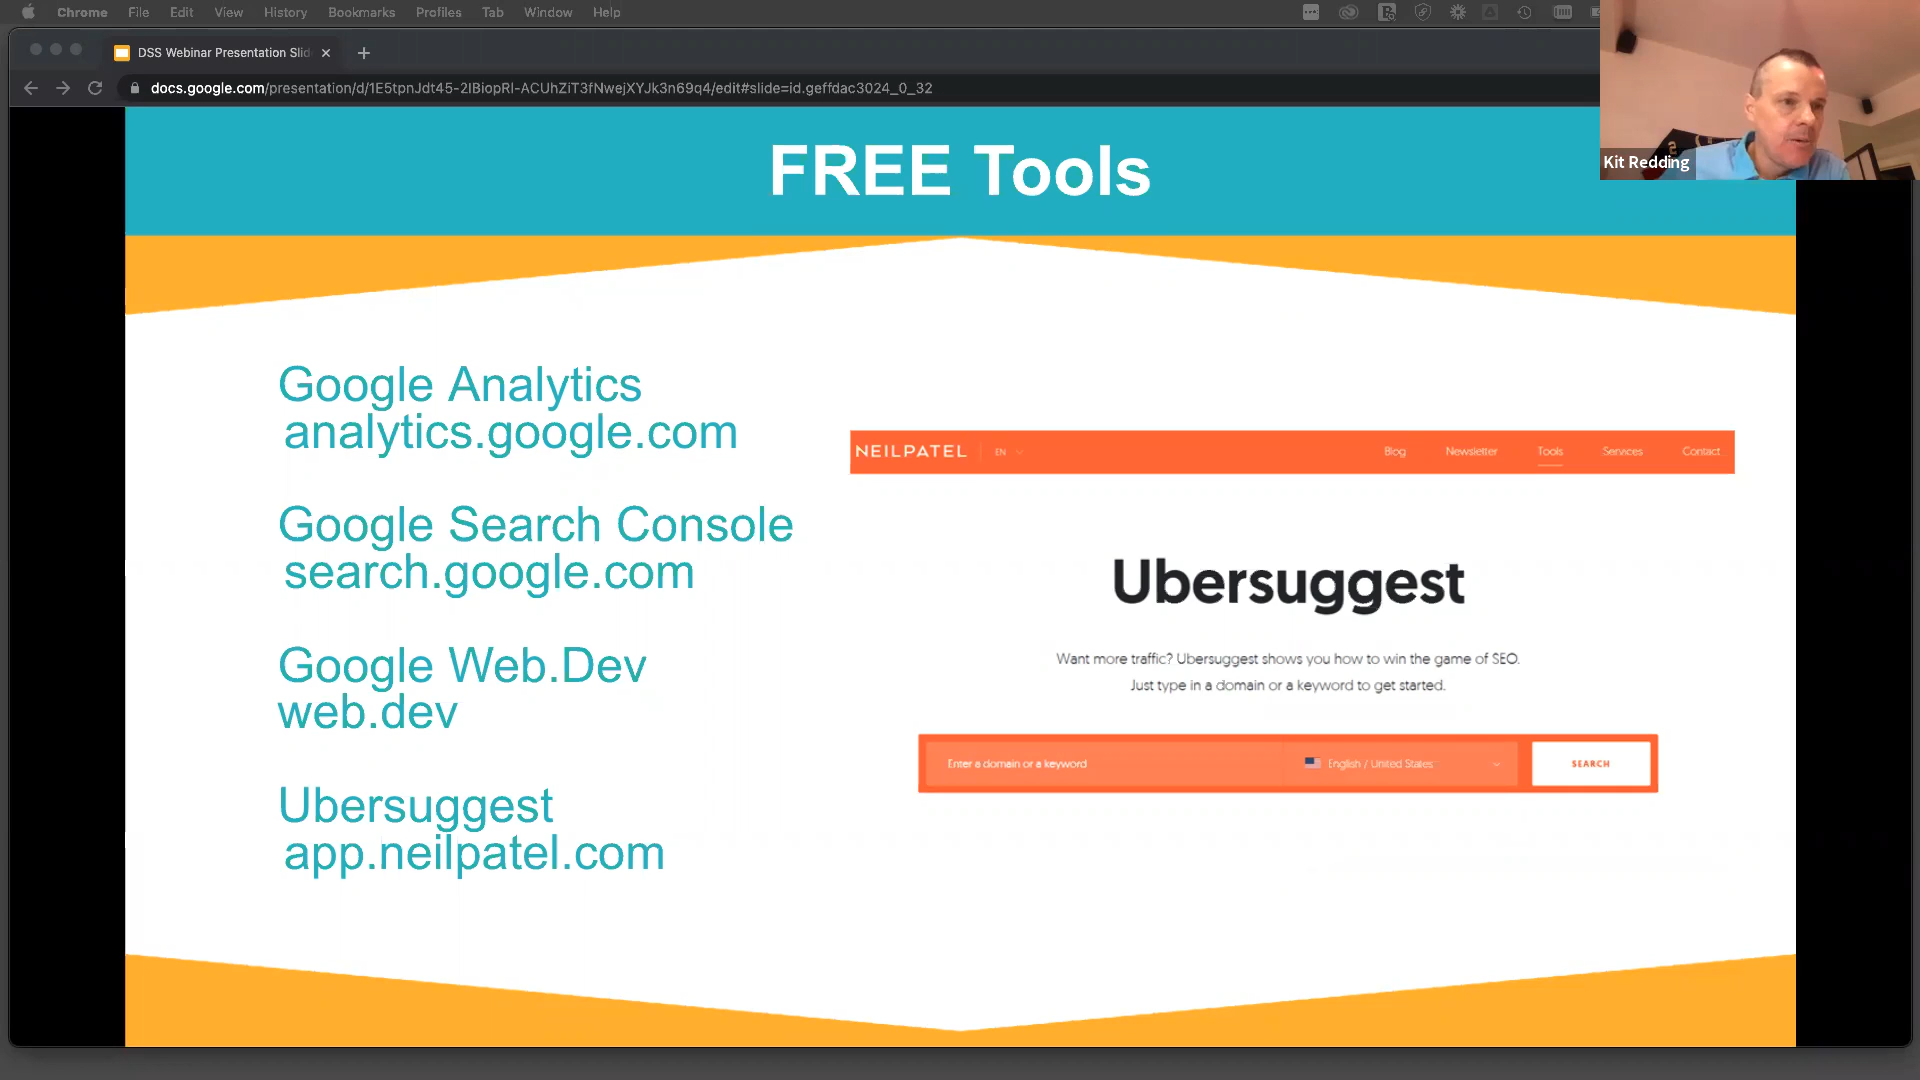 Chrome File Edit View History Bookmarks Profiles Tab Window Help
DSS Webinar Presentation Slid
docs.google.com/presentation/d/1E5tpnJdt45-2IBiopRI-ACUhZiT3fNwejXYJk3n69q4/edit#slide=id.geffdac3024_0_32
Kit Redding
FREE Tools
Google Analytics
analytics.google.com
Google Search Console
search.google.com
Google Web.Dev
web.dev
Ubersuggest
app.neilpatel.com
NEILPATEL EN Blog Newsletter Tools Services Contact
Ubersuggest
Want more traffic? Ubersuggest shows you how to win the game of SEO.
Just type in a domain or a keyword to get started.
Enter a domain or a keyword English / United States SEARCH